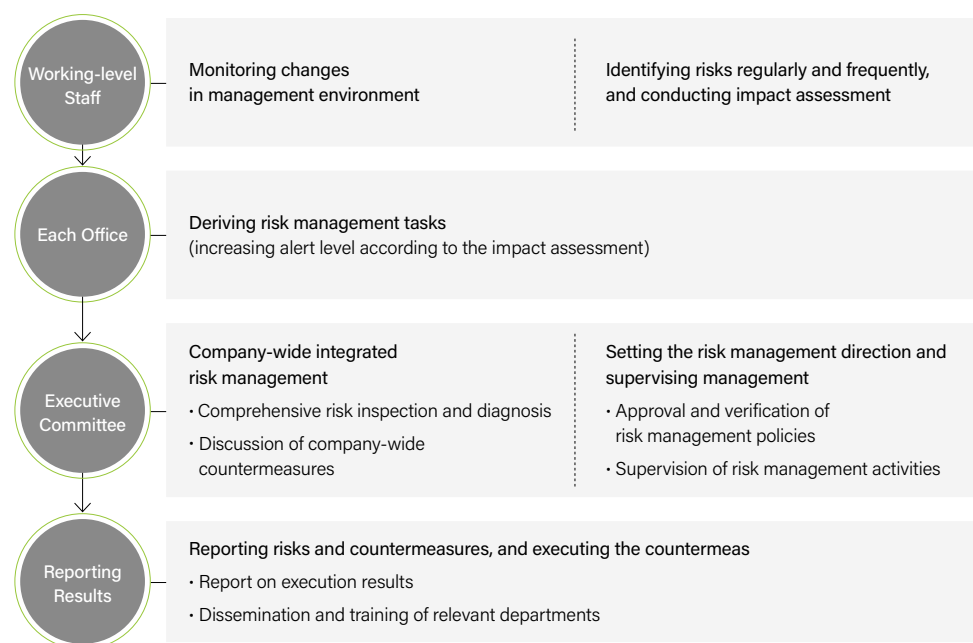 Working-level
Staff
Monitoring changes
in management environment
Identifying risks regularly and frequently,
and conducting impact assessment
Each Office
Deriving risk management tasks
(increasing alert level according to the impact assessment)
Executive
Committee
Company-wide integrated
risk management
• Comprehensive risk inspection and diagnosis
• Discussion of company-wide
countermeasures
Setting the risk management direction and
supervising management
• Approval and verification of
risk management policies
• Supervision of risk management activities
Reporting
Results
Reporting risks and countermeasures, and executing the countermeas
• Report on execution results
• Dissemination and training of relevant departments